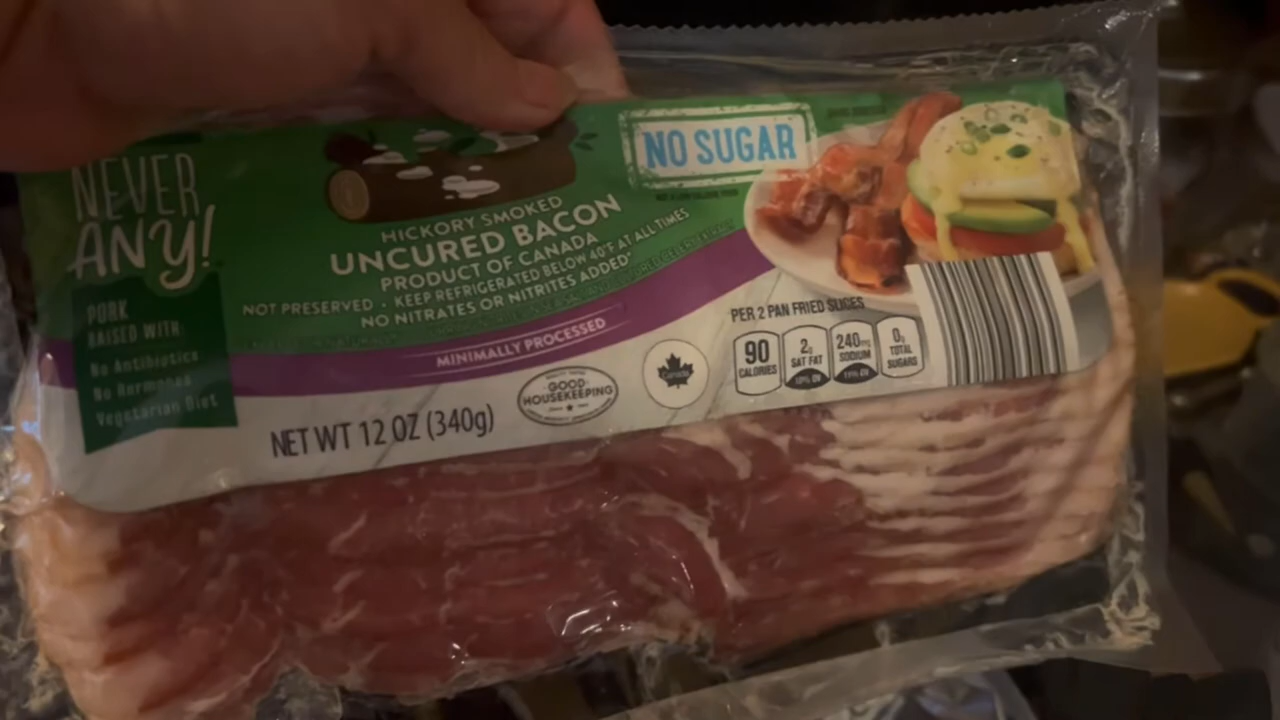 NEVER
ANY!
PORK
RAISED WITH
No Antibiotics
No Hormones
Vegetarian Diet
NO SUGAR
HICKORY SMOKED
UNCURED BACON
PRODUCT OF CANADA
NOT PRESERVED • KEEP REFRIGERATED BELOW 40°F AT ALL TIMES
NO NITRATES OR NITRITES ADDED*
MINIMALLY PROCESSED
NET WT 12 OZ (340g)
GOOD
HOUSEKEEPING
Canada
PER 2 PAN FRIED SLICES
90
CALORIES
2g
SAT FAT
10% DV
240mg
SODIUM
0g
TOTAL
SUGARS